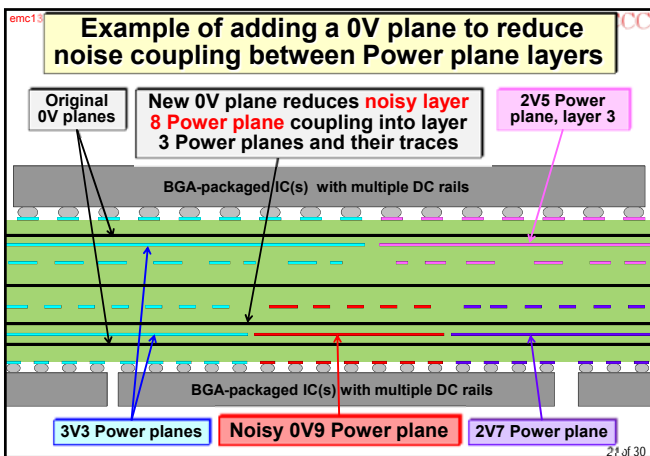 emc13
CCC
Example of adding a 0V plane to reduce
noise coupling between Power plane layers
Original
0V planes
New 0V plane reduces noisy layer
8 Power plane coupling into layer
3 Power planes and their traces
2V5 Power
plane, layer 3
BGA-packaged IC(s) with multiple DC rails
BGA-packaged IC(s) with multiple DC rails
3V3 Power planes
Noisy 0V9 Power plane
2V7 Power plane
of 30